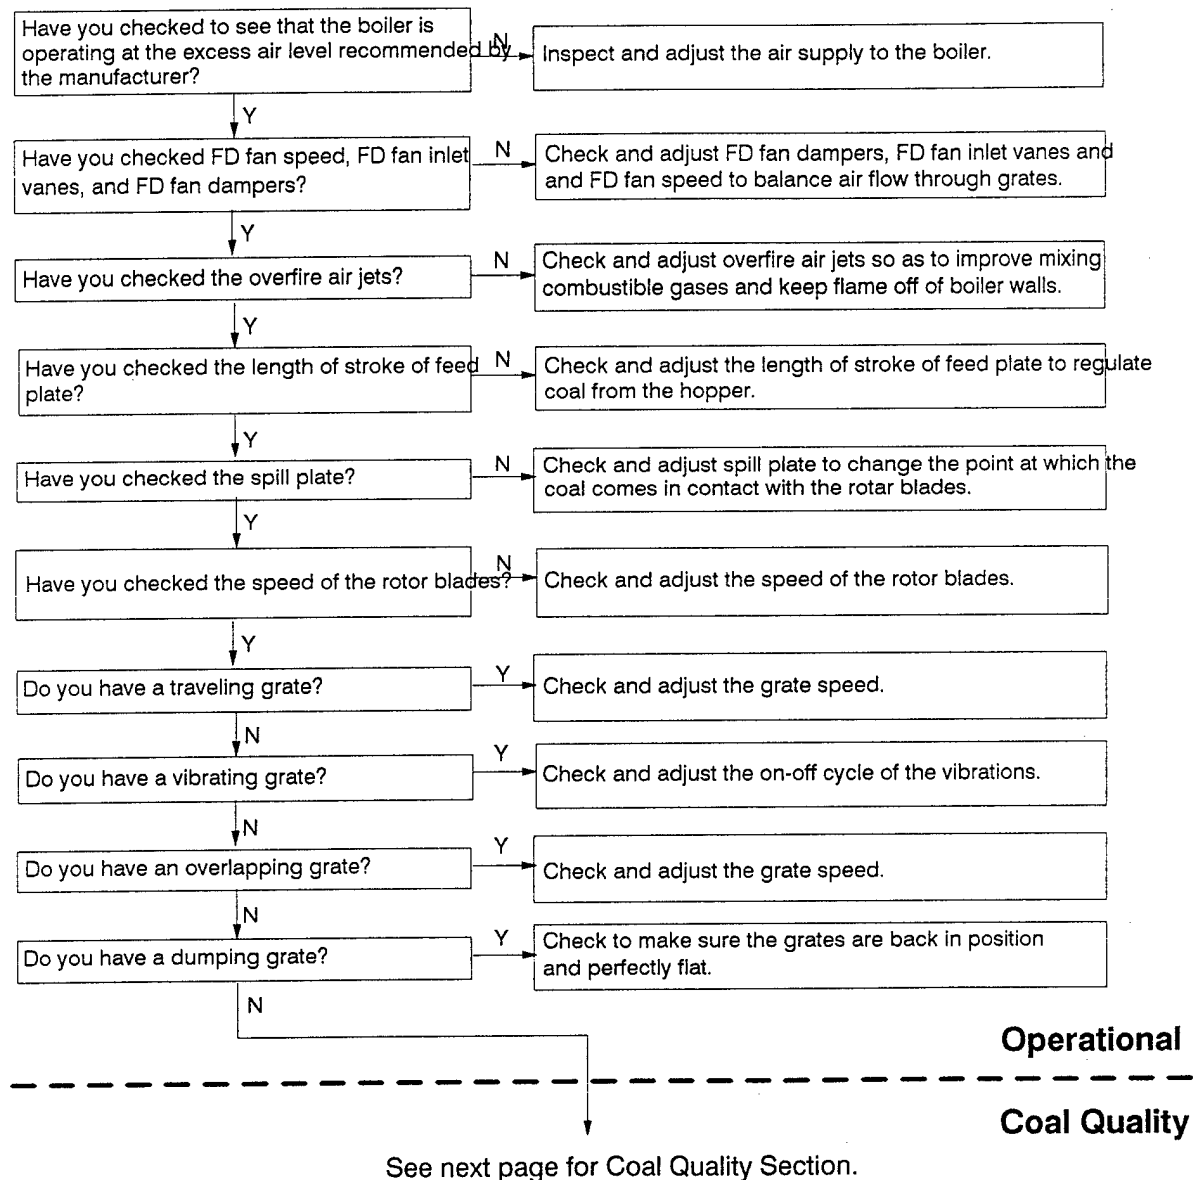 Have you checked to see that the boiler is
operating at the excess air level recommended by
the manufacturer?
N
Inspect and adjust the air supply to the boiler.
Y
Have you checked FD fan speed, FD fan inlet
vanes, and FD fan dampers?
N
Check and adjust FD fan dampers, FD fan inlet vanes and
and FD fan speed to balance air flow through grates.
Y
Have you checked the overfire air jets?
N
Check and adjust overfire air jets so as to improve mixing
combustible gases and keep flame off of boiler walls.
Y
Have you checked the length of stroke of feed
plate?
N
Check and adjust the length of stroke of feed plate to regulate
coal from the hopper.
Y
Have you checked the spill plate?
N
Check and adjust spill plate to change the point at which the
coal comes in contact with the rotar blades.
Y
Have you checked the speed of the rotor blades?
N
Check and adjust the speed of the rotor blades.
Y
Do you have a traveling grate?
Y
Check and adjust the grate speed.
N
Do you have a vibrating grate?
Y
Check and adjust the on-off cycle of the vibrations.
N
Do you have an overlapping grate?
Y
Check and adjust the grate speed.
N
Do you have a dumping grate?
Y
Check to make sure the grates are back in position
and perfectly flat.
N
Operational
Coal Quality
See next page for Coal Quality Section.